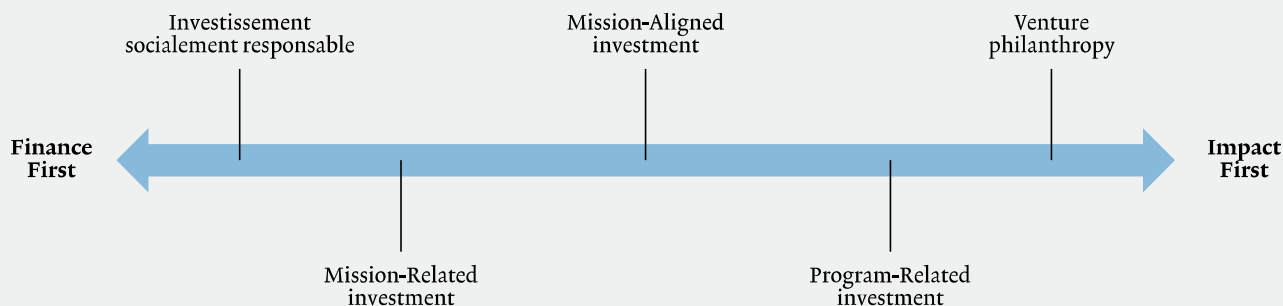 Investissement
socialement responsable
Mission-Aligned
investment
Venture
philanthropy
Finance
First
Impact
First
Mission-Related
investment
Program-Related
investment